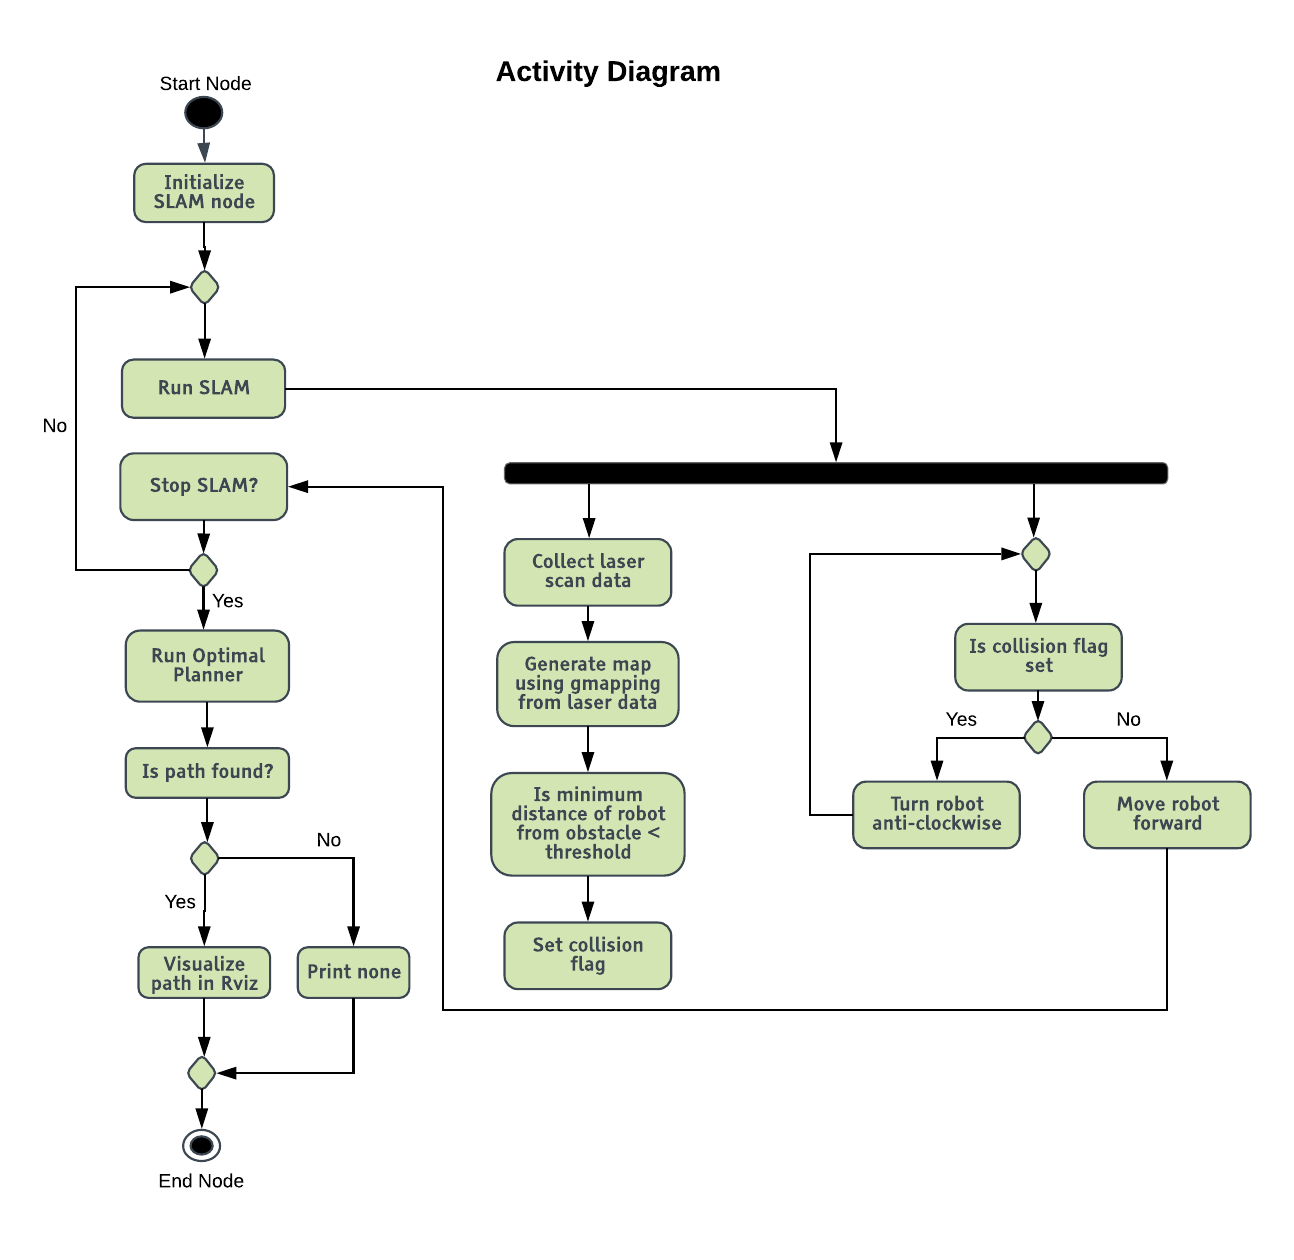 Activity Diagram
Start Node
Initialize
SLAM node
Run SLAM
No
Stop SLAM?
Yes
Run Optimal
Planner
Is path found?
No
Yes
Visualize
path in Rviz
Print none
End Node
Collect laser
scan data
Generate map
using gmapping
from laser data
Is minimum
distance of robot
from obstacle <
threshold
Set collision
flag
Is collision flag
set
Yes
No
Turn robot
anti-clockwise
Move robot
forward